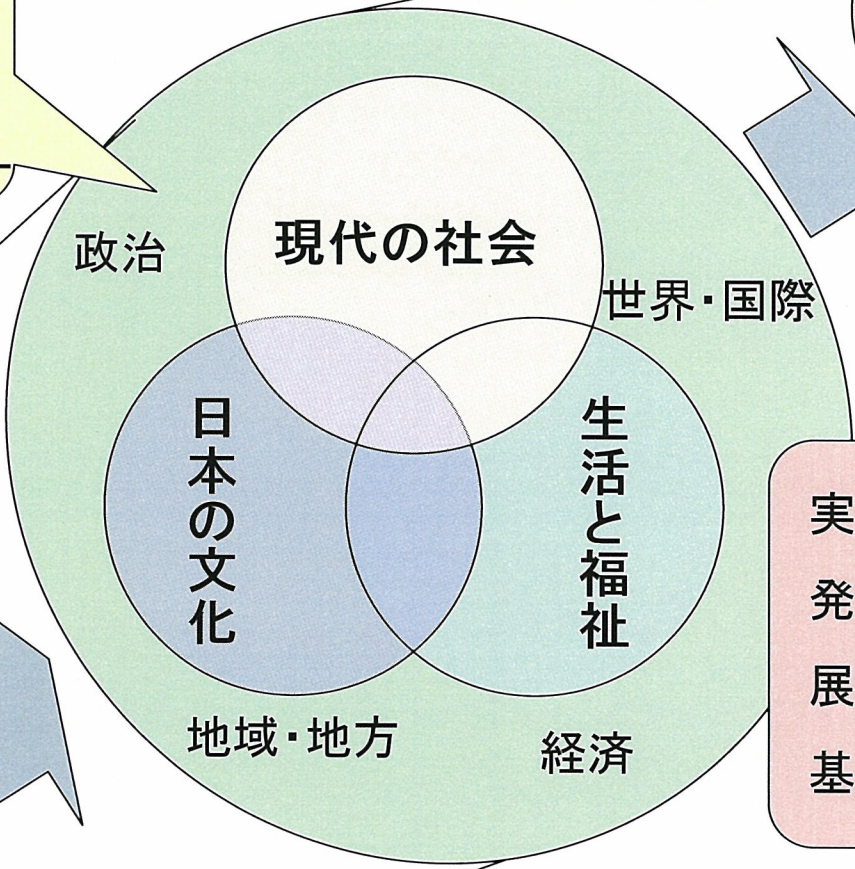 現代の社会
政治
世界・国際
日本の文化
生活と福祉
地域・地方
経済
実
発
展
基